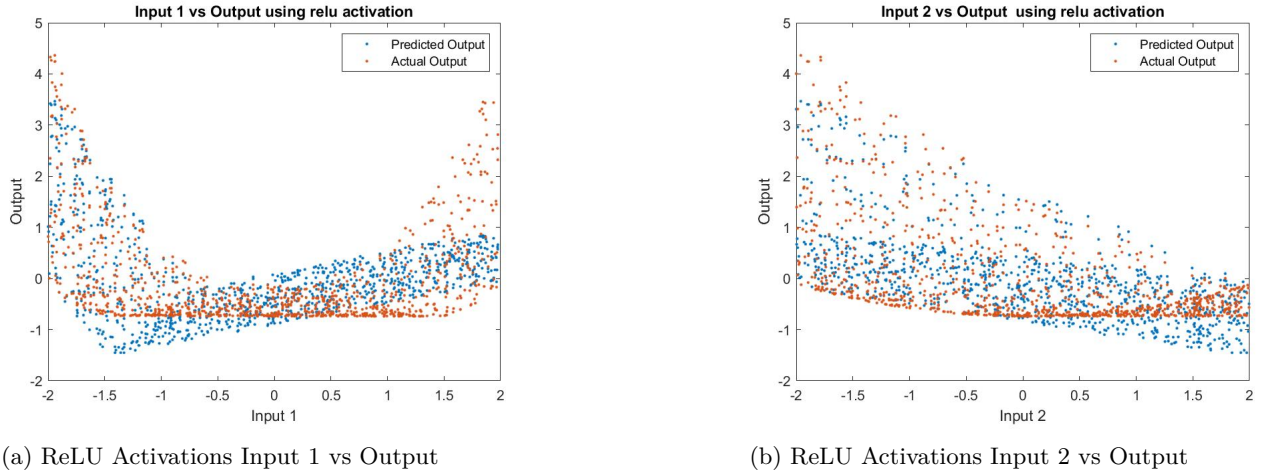 Input 1 vs Output using relu activation
5
4
3
2
1
0
-1
-2
Output
Predicted Output
Actual Output
-2 -1.5 -1 -0.5 0 0.5 1 1.5 2
Input 1
(a) ReLU Activations Input 1 vs Output
Input 2 vs Output using relu activation
5
4
3
2
1
0
-1
-2
Output
Predicted Output
Actual Output
-2 -1.5 -1 -0.5 0 0.5 1 1.5 2
Input 2
(b) ReLU Activations Input 2 vs Output